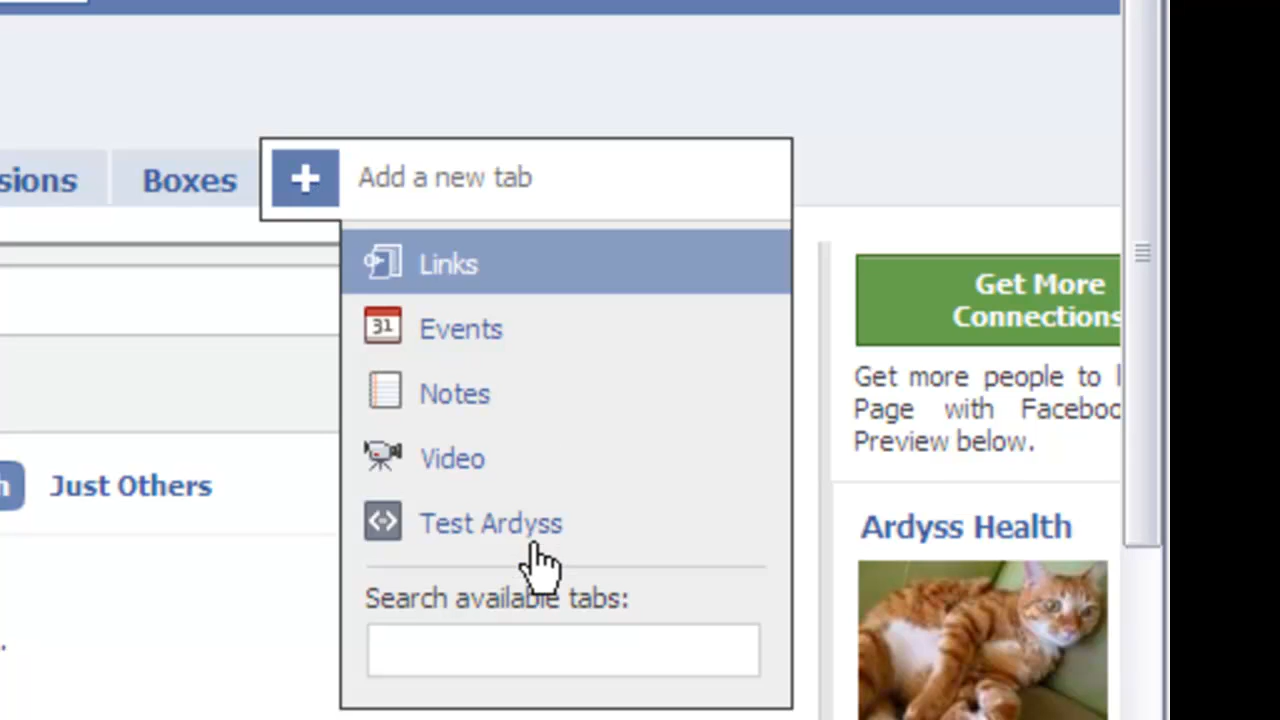 sions
Boxes
Add a new tab
Links
31
Events
Notes
Video
Test Ardyss
Search available tabs:
h
Just Others
Get More
Connections
Get more people to l
Page with Faceboo
Preview below.
Ardyss Health